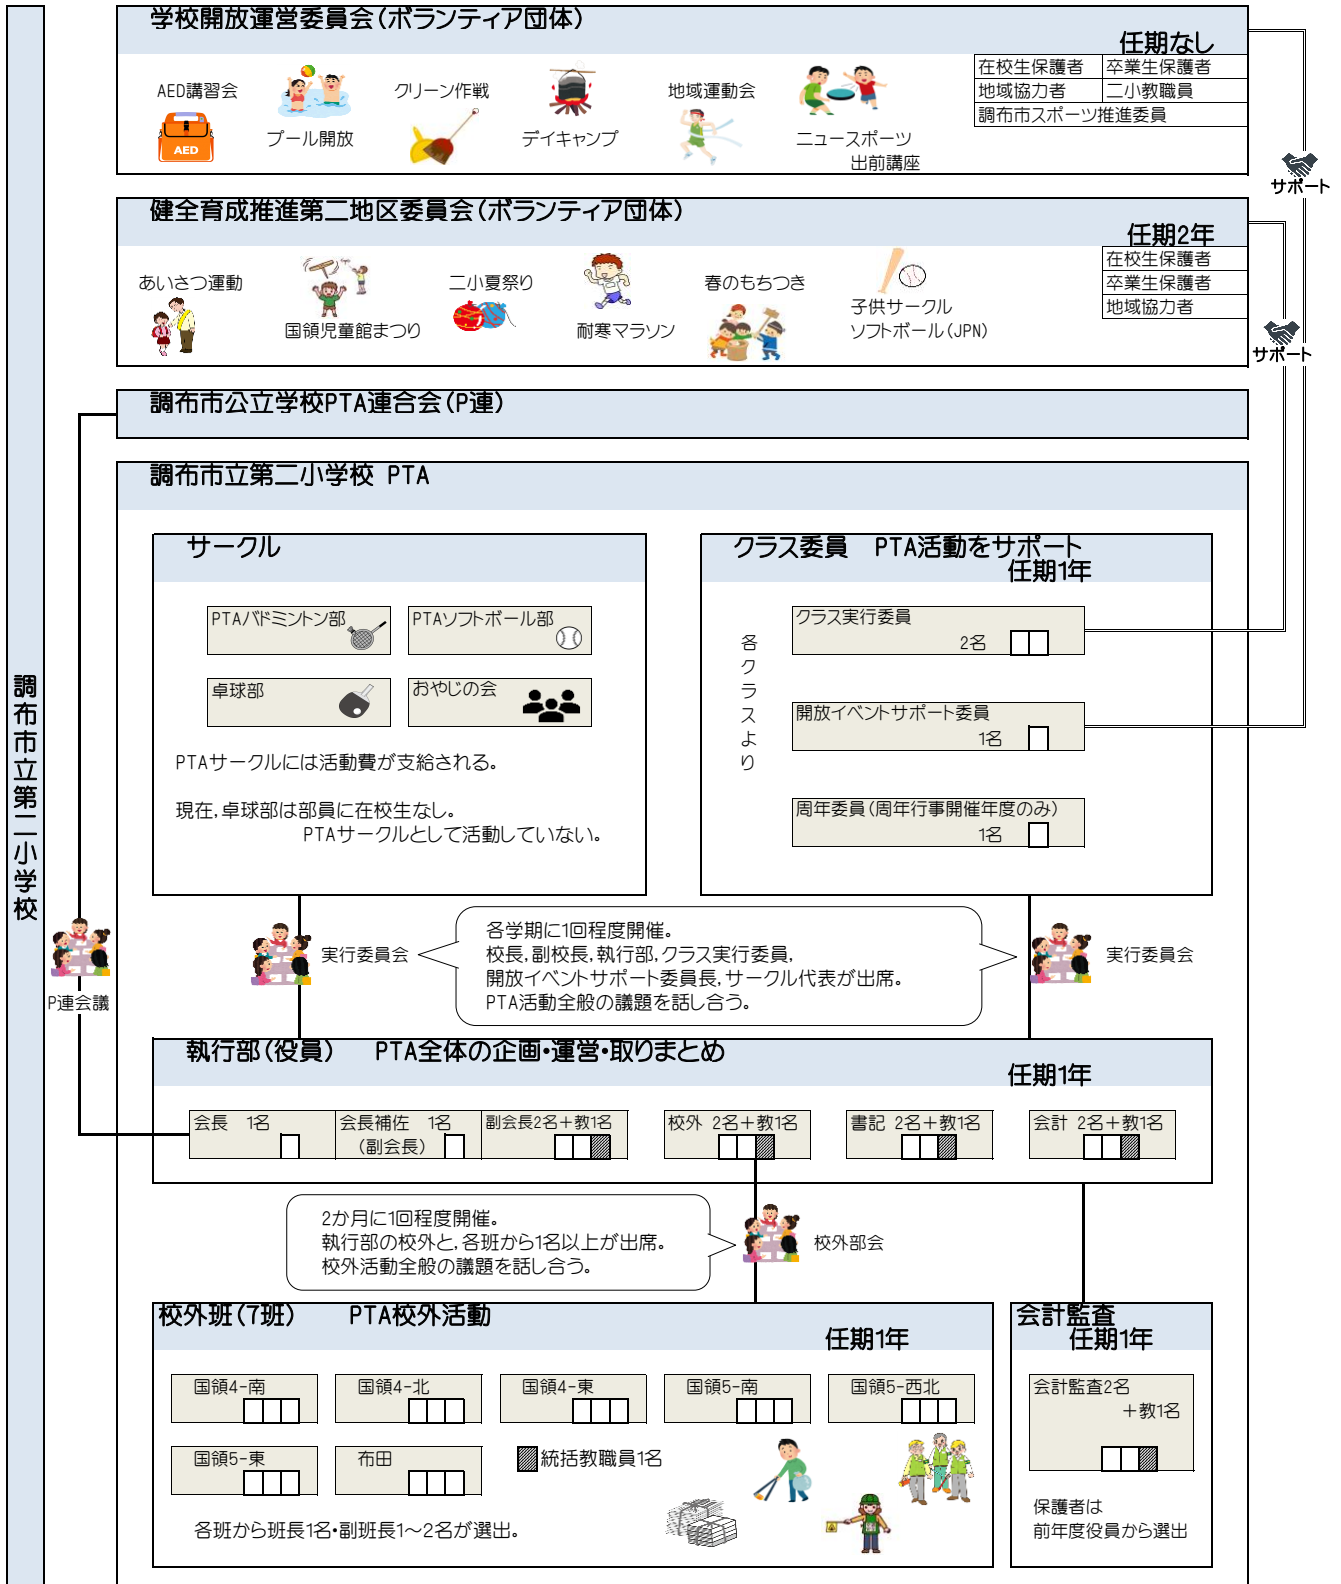 学校開放運営委員会(ボランティア団体)
任期なし
在校生保護者 卒業生保護者
地域協力者 二小教職員
調布市スポーツ推進委員
AED講習会
AED
プール開放
クリーン作戦
デイキャンプ
地域運動会
ニュースポーツ
出前講座
サポート
健全育成推進第二地区委員会(ボランティア団体)
任期2年
在校生保護者
卒業生保護者
地域協力者
あいさつ運動
国領児童館まつり
二小夏祭り
耐寒マラソン
春のもちつき
子供サークル
ソフトボール(JPN)
サポート
調布市公立学校PTA連合会(P連)
調布市立第二小学校 PTA
調布市立第二小学校
サークル
PTAバドミントン部
PTAソフトボール部
卓球部
おやじの会
PTAサークルには活動費が支給される。
現在,卓球部は部員に在校生なし。
PTAサークルとして活動していない。
クラス委員 PTA活動をサポート
任期1年
各クラスより
クラス実行委員
2名
開放イベントサポート委員
1名
周年委員(周年行事開催年度のみ)
1名
P連会議
実行委員会
各学期に1回程度開催。
校長,副校長,執行部,クラス実行委員,
開放イベントサポート委員長,サークル代表が出席。
PTA活動全般の議題を話し合う。
実行委員会
執行部(役員) PTA全体の企画・運営・取りまとめ
任期1年
会長 1名
会長補佐 1名
(副会長)
副会長2名+教1名
校外 2名+教1名
書記 2名+教1名
会計 2名+教1名
2か月に1回程度開催。
執行部の校外と,各班から1名以上が出席。
校外活動全般の議題を話し合う。
校外部会
校外班(7班) PTA校外活動
任期1年
国領4-南
国領4-北
国領4-東
国領5-南
国領5-西北
国領5-東
布田
統括教職員1名
各班から班長1名・副班長1~2名が選出。
会計監査
任期1年
会計監査2名
+教1名
保護者は
前年度役員から選出